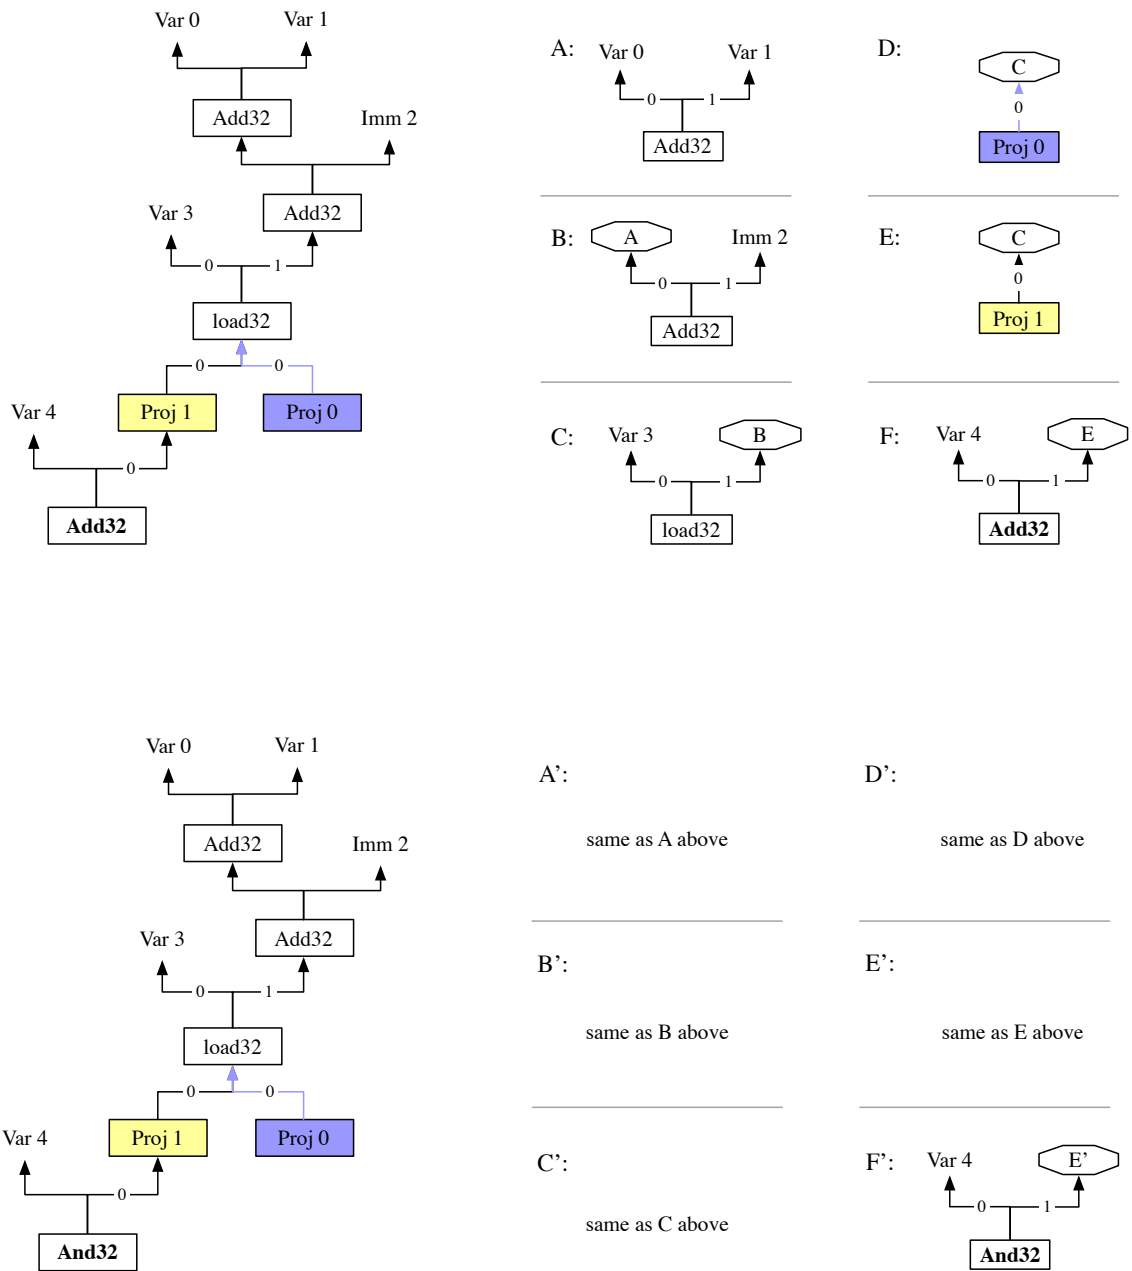 Var 0 Var 1
Add32 Imm 2
Add32
Var 3
0 1
load32
0 0
Var 4 Proj 1 Proj 0
0
Add32
A: Var 0 Var 1
0 1
Add32
B: A Imm 2
0 1
Add32
C: Var 3 B
0 1
load32
D: C
0
Proj 0
E: C
0
Proj 1
F: Var 4 E
0 1
Add32
Var 0 Var 1
Add32 Imm 2
Add32
Var 3
0 1
load32
0 0
Var 4 Proj 1 Proj 0
0
And32
A’:
same as A above
B’:
same as B above
C’:
same as C above
D’:
same as D above
E’:
same as E above
F’: Var 4 E’
0 1
And32